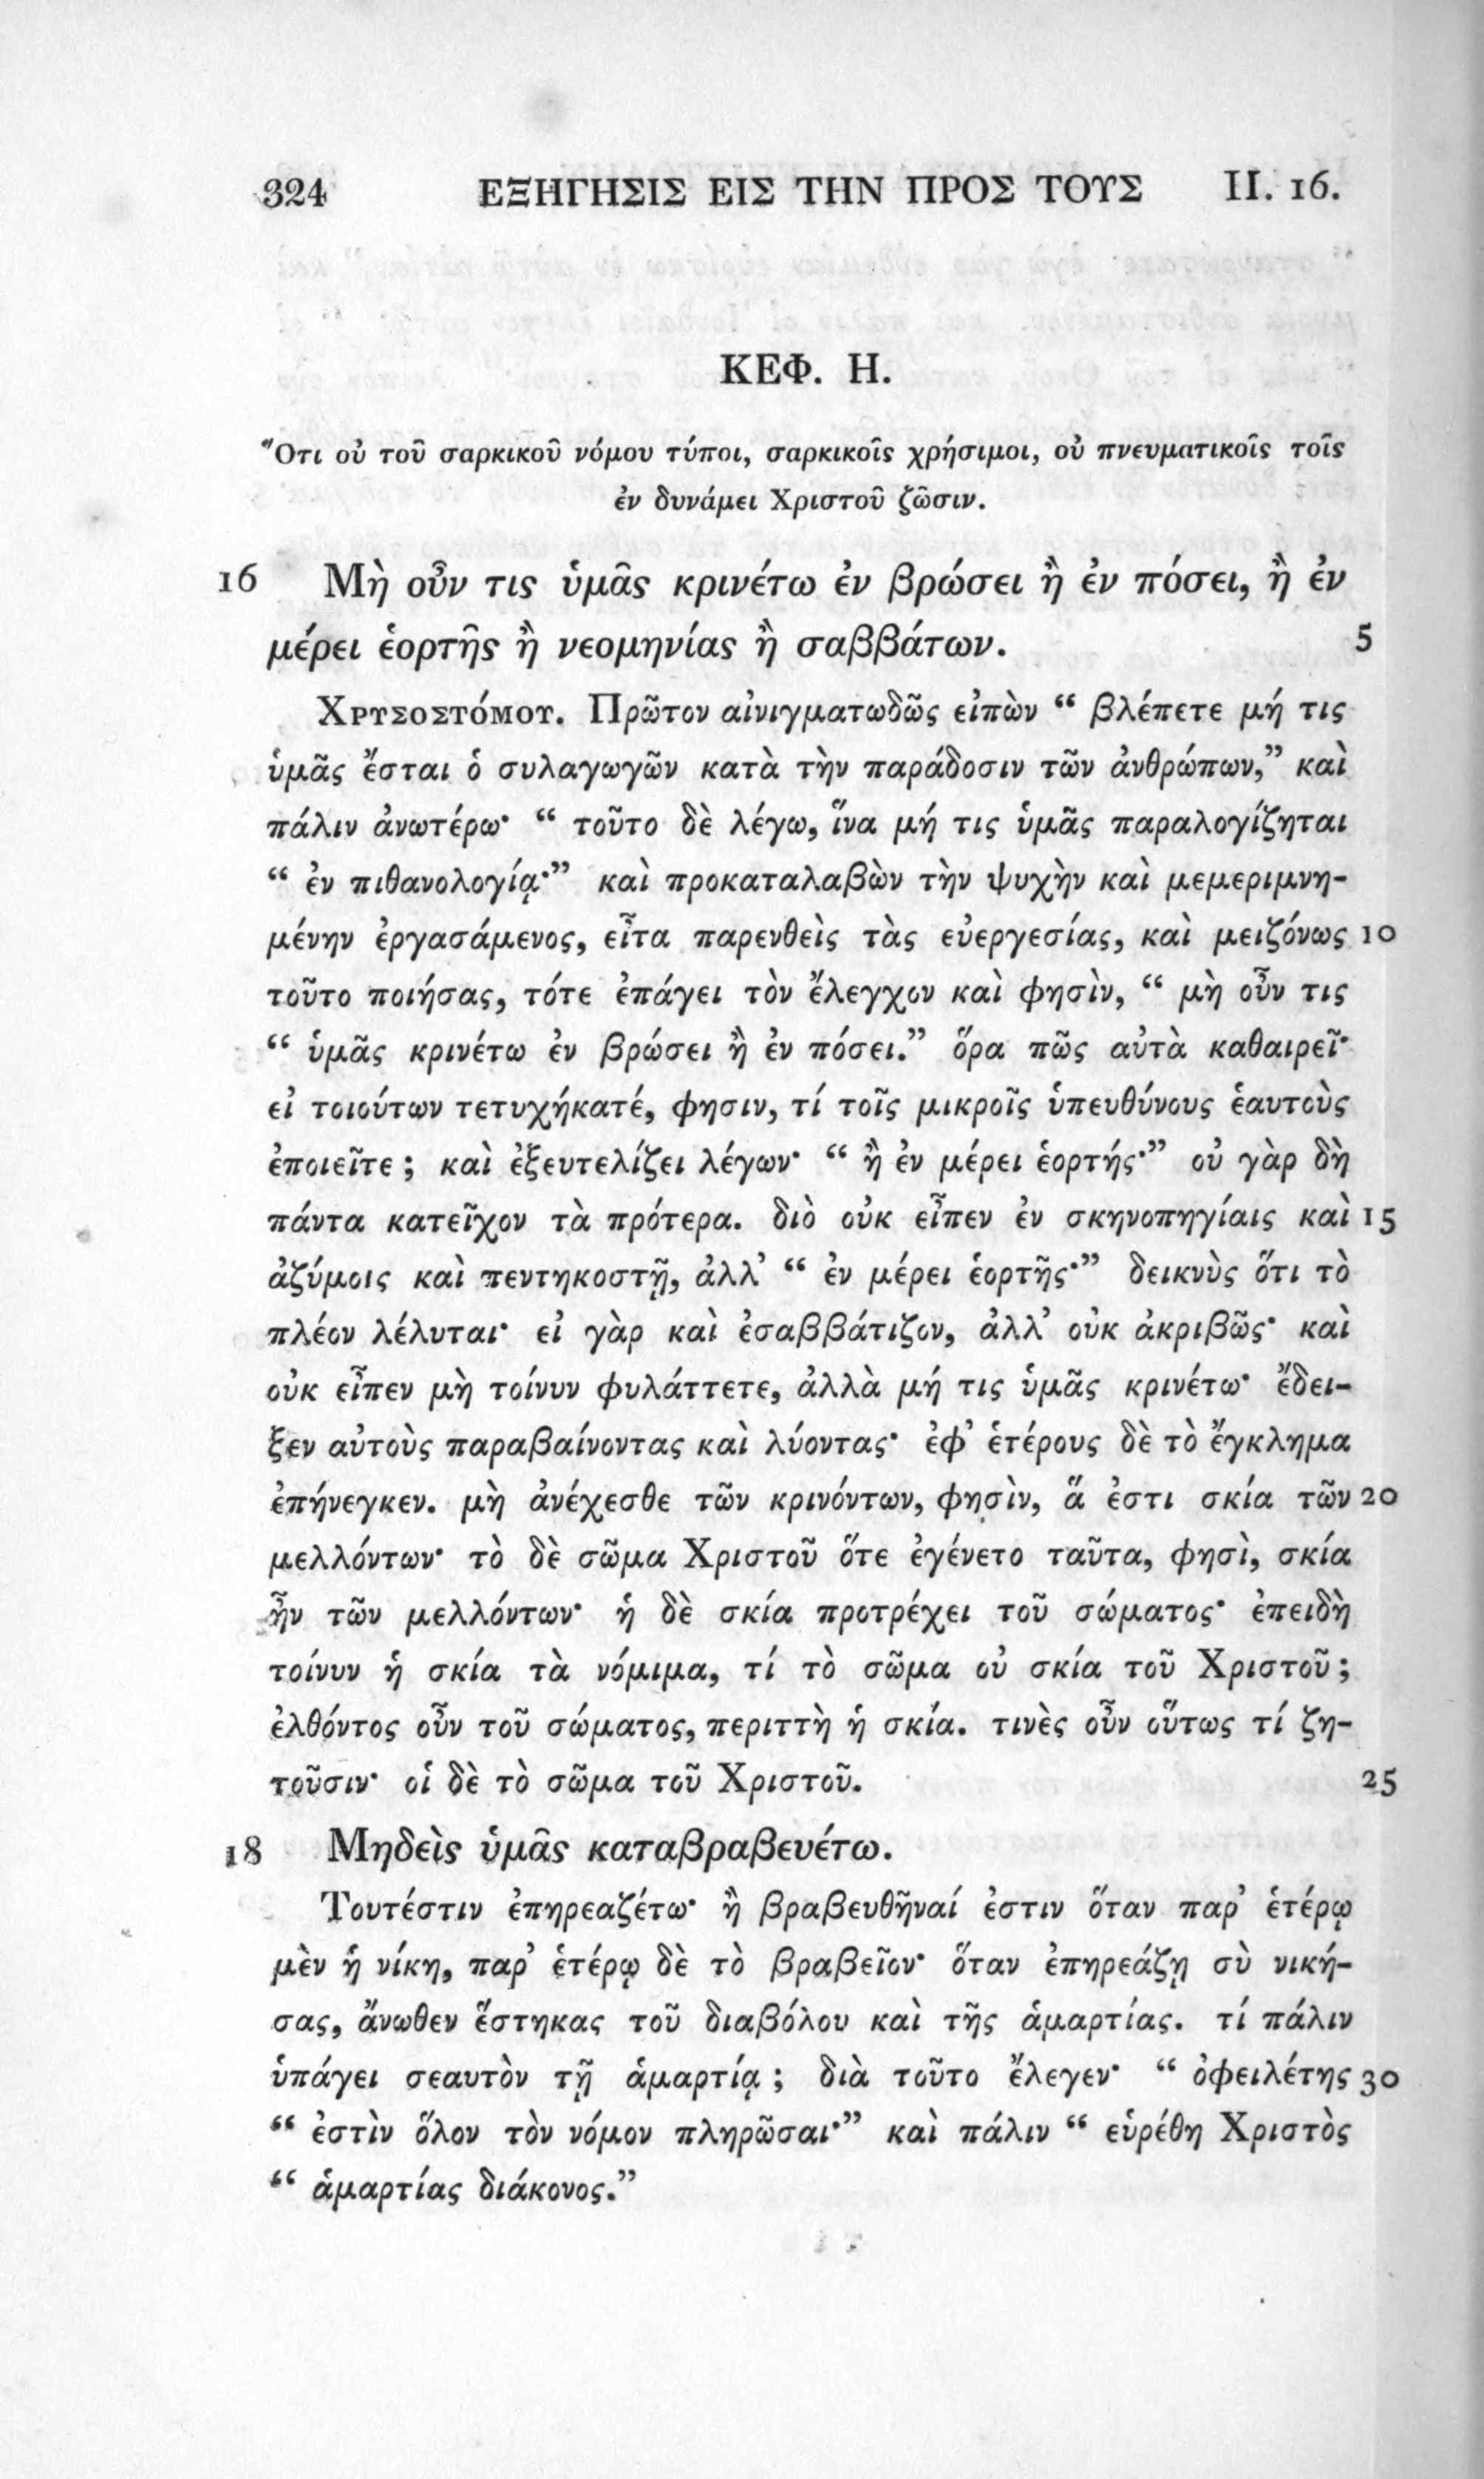 324 ΕΞΗΓΗΣΙΣ ΕΙΣ ΤΗΝ ΠΡΟΣ ΤΟΥΣ II. 16.
ΚΕΦ. Η.
Ὅτι οὐ τοῦ σαρκικοῦ νόμου τύποι, σαρκικοῖς χρήσιμοι, οὐ πνευματικοῖς τοῖς
ἐν δυνάμει Χριστοῦ ζῶσιν.
16 Μὴ οὖν τις ὑμᾶς κρινέτω ἐν βρώσει ἢ ἐν πόσει, ἢ ἐν
μέρει ἑορτῆς ἢ νεομηνίας ἢ σαββάτων. 5
Χρυσοστόμου. Πρῶτον αἰνιγματωδῶς εἰπὼν “ βλέπετε μή τις
ὑμᾶς ἔσται ὁ συλαγωγῶν κατὰ τὴν παράδοσιν τῶν ἀνθρώπων,” καὶ
πάλιν ἀνωτέρω· “ τοῦτο δὲ λέγω, ἵνα μή τις ὑμᾶς παραλογίζηται
“ ἐν πιθανολογίᾳ·” καὶ προκαταλαβὼν τὴν ψυχὴν καὶ μεμεριμνη-
μένην ἐργασάμενος, εἶτα παρενθεὶς τὰς εὐεργεσίας, καὶ μειζόνως 10
τοῦτο ποιήσας, τότε ἐπάγει τὸν ἔλεγχον καὶ φησὶν, “ μὴ οὖν τις
“ ὑμᾶς κρινέτω ἐν βρώσει ἢ ἐν πόσει.” ὅρα πῶς αὐτὰ καθαιρεῖ·
εἰ τοιούτων τετυχήκατέ, φησιν, τί τοῖς μικροῖς ὑπευθύνους ἑαυτοὺς
ἐποιεῖτε ; καὶ ἐξευτελίζει λέγων· “ ἢ ἐν μέρει ἑορτής·” οὐ γὰρ δὴ
πάντα κατεῖχον τὰ πρότερα. διὸ οὐκ εἶπεν ἐν σκηνοπηγίαις καὶ 15
ἀζύμοις καὶ πεντηκοστῇ, ἀλλ’ “ ἐν μέρει ἑορτῆς·” δεικνὺς ὅτι τὸ
πλέον λέλυται· εἰ γὰρ καὶ ἐσαββάτιζον, ἀλλ’ οὐκ ἀκριβῶς· καὶ
οὐκ εἶπεν μὴ τοίνυν φυλάττετε, ἀλλὰ μή τις ὑμᾶς κρινέτω· ἔδει-
ξεν αὐτοὺς παραβαίνοντας καὶ λύοντας· ἐφ’ ἑτέρους δὲ τὸ ἔγκλημα
ἐπήνεγκεν. μὴ ἀνέχεσθε τῶν κρινόντων, φησὶν, ἅ ἐστι σκία τῶν 20
μελλόντων· τὸ δὲ σῶμα Χριστοῦ ὅτε ἐγένετο ταῦτα, φησὶ, σκία
ἦν τῶν μελλόντων· ἡ δὲ σκία προτρέχει τοῦ σώματος· ἐπειδὴ
τοίνυν ἡ σκία τὰ νόμιμα, τί τὸ σῶμα οὐ σκία τοῦ Χριστοῦ ;
ἐλθόντος οὖν τοῦ σώματος, περιττὴ ἡ σκία. τινὲς οὖν οὕτως τί ζη-
τοῦσιν· οἱ δὲ τὸ σῶμα τοῦ Χριστοῦ. 25
18 Μηδεὶς ὑμᾶς καταβραβευέτω.
Τουτέστιν ἐπηρεαζέτω· ἢ βραβευθῆναί ἐστιν ὅταν παρ’ ἑτέρῳ
μὲν ἡ νίκη, παρ’ ἑτέρῳ δὲ τὸ βραβεῖον· ὅταν ἐπηρεάζῃ σὺ νική-
σας, ἄνωθεν ἕστηκας τοῦ διαβόλου καὶ τῆς ἁμαρτίας. τί πάλιν
ὑπάγει σεαυτὸν τῇ ἁμαρτίᾳ ; διὰ τοῦτο ἔλεγεν· “ ὀφειλέτης 30
“ ἐστὶν ὅλον τὸν νόμον πληρῶσαι·” καὶ πάλιν “ εὑρέθη Χριστὸς
“ ἁμαρτίας διάκονος.”